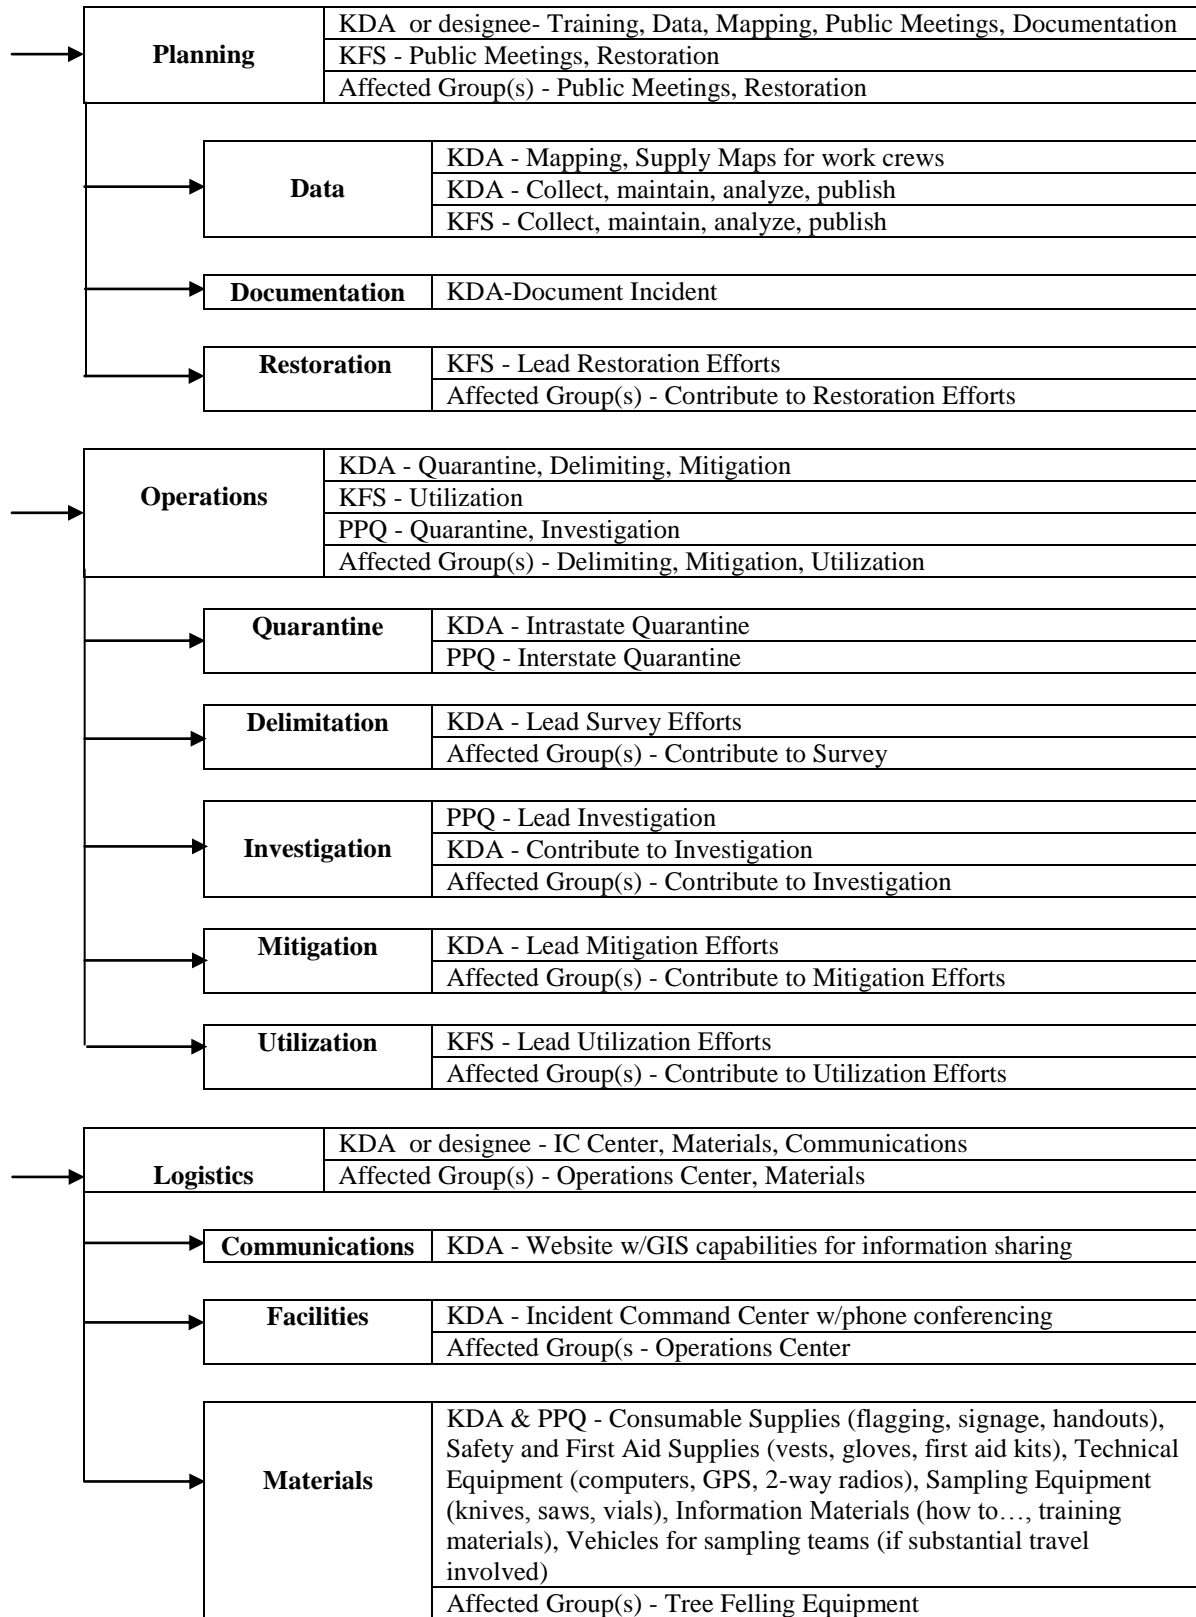 Planning
KDA or designee- Training, Data, Mapping, Public Meetings, Documentation
KFS - Public Meetings, Restoration
Affected Group(s) - Public Meetings, Restoration
Data
KDA - Mapping, Supply Maps for work crews
KDA - Collect, maintain, analyze, publish
KFS - Collect, maintain, analyze, publish
Documentation
KDA-Document Incident
Restoration
KFS - Lead Restoration Efforts
Affected Group(s) - Contribute to Restoration Efforts
Operations
KDA - Quarantine, Delimiting, Mitigation
KFS - Utilization
PPQ - Quarantine, Investigation
Affected Group(s) - Delimiting, Mitigation, Utilization
Quarantine
KDA - Intrastate Quarantine
PPQ - Interstate Quarantine
Delimitation
KDA - Lead Survey Efforts
Affected Group(s) - Contribute to Survey
Investigation
PPQ - Lead Investigation
KDA - Contribute to Investigation
Affected Group(s) - Contribute to Investigation
Mitigation
KDA - Lead Mitigation Efforts
Affected Group(s) - Contribute to Mitigation Efforts
Utilization
KFS - Lead Utilization Efforts
Affected Group(s) - Contribute to Utilization Efforts
Logistics
KDA or designee - IC Center, Materials, Communications
Affected Group(s) - Operations Center, Materials
Communications
KDA - Website w/GIS capabilities for information sharing
Facilities
KDA - Incident Command Center w/phone conferencing
Affected Group(s - Operations Center
Materials
KDA & PPQ - Consumable Supplies (flagging, signage, handouts),
Safety and First Aid Supplies (vests, gloves, first aid kits), Technical
Equipment (computers, GPS, 2-way radios), Sampling Equipment
(knives, saws, vials), Information Materials (how to…, training
materials), Vehicles for sampling teams (if substantial travel
involved)
Affected Group(s) - Tree Felling Equipment